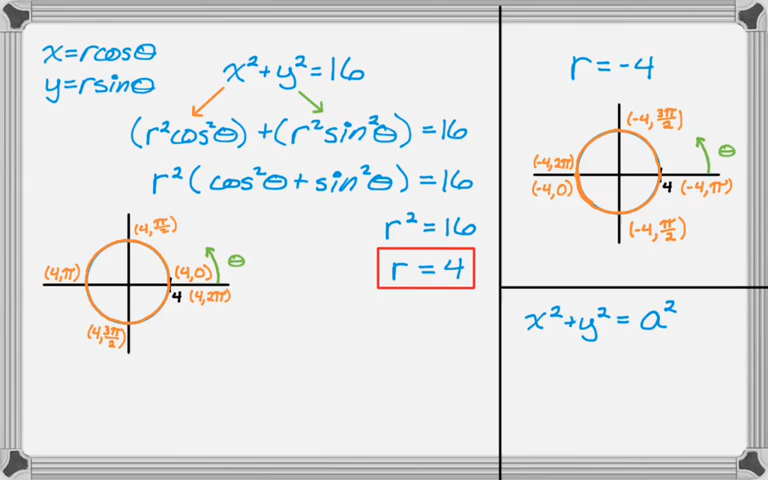 x=rcosθ
y=rsinθ
x²+y²=16
(r²cos²θ)+(r²sin²θ)=16
r²(cos²θ+sin²θ)=16
r²=16
r=4
(4,π/2)
(4,π)
(4,0)
θ
4
(4,2π)
(4,3π/2)
r=-4
(-4,3π/2)
θ
(-4,2π)
(-4,0)
4
(-4,π)
(-4,π/2)
x²+y²=a²